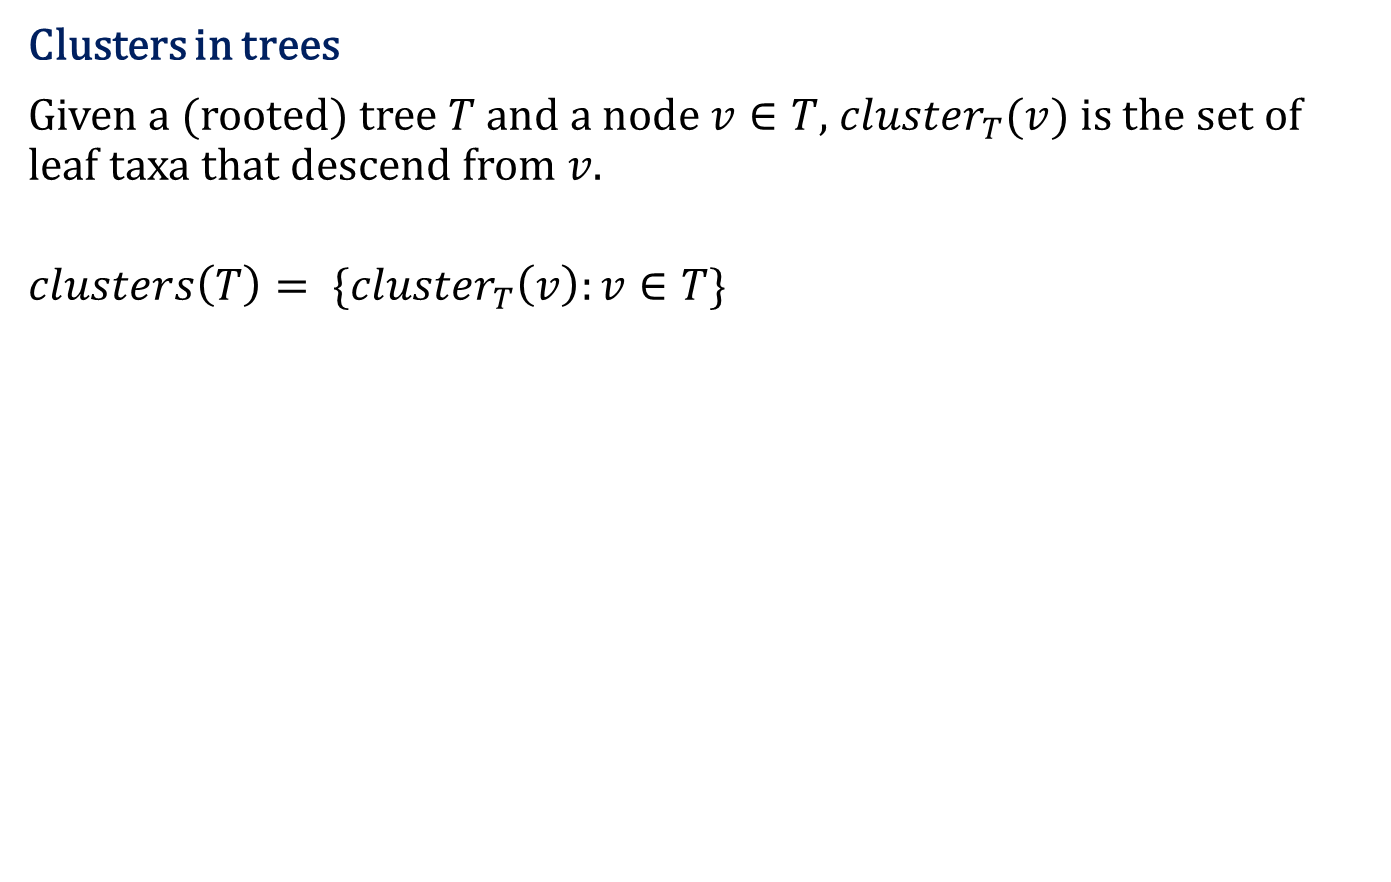 Clusters in trees
Given a (rooted) tree T and a node v ∈ T, cluster_T(v) is the set of
leaf taxa that descend from v.
clusters(T) = {cluster_T(v): v ∈ T}